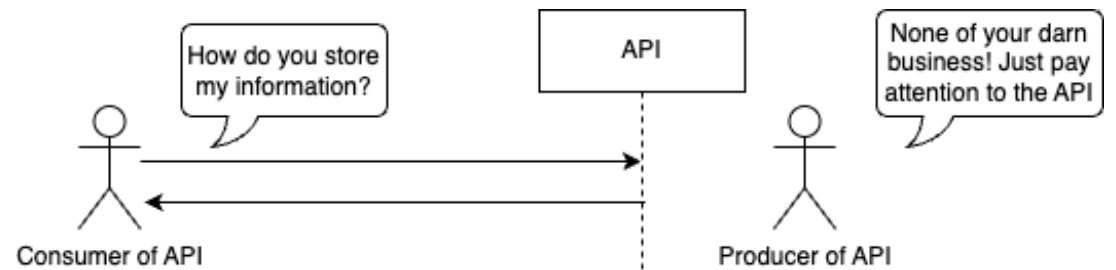 How do you store
my information?
API
None of your darn
business! Just pay
attention to the API
Consumer of API
Producer of API